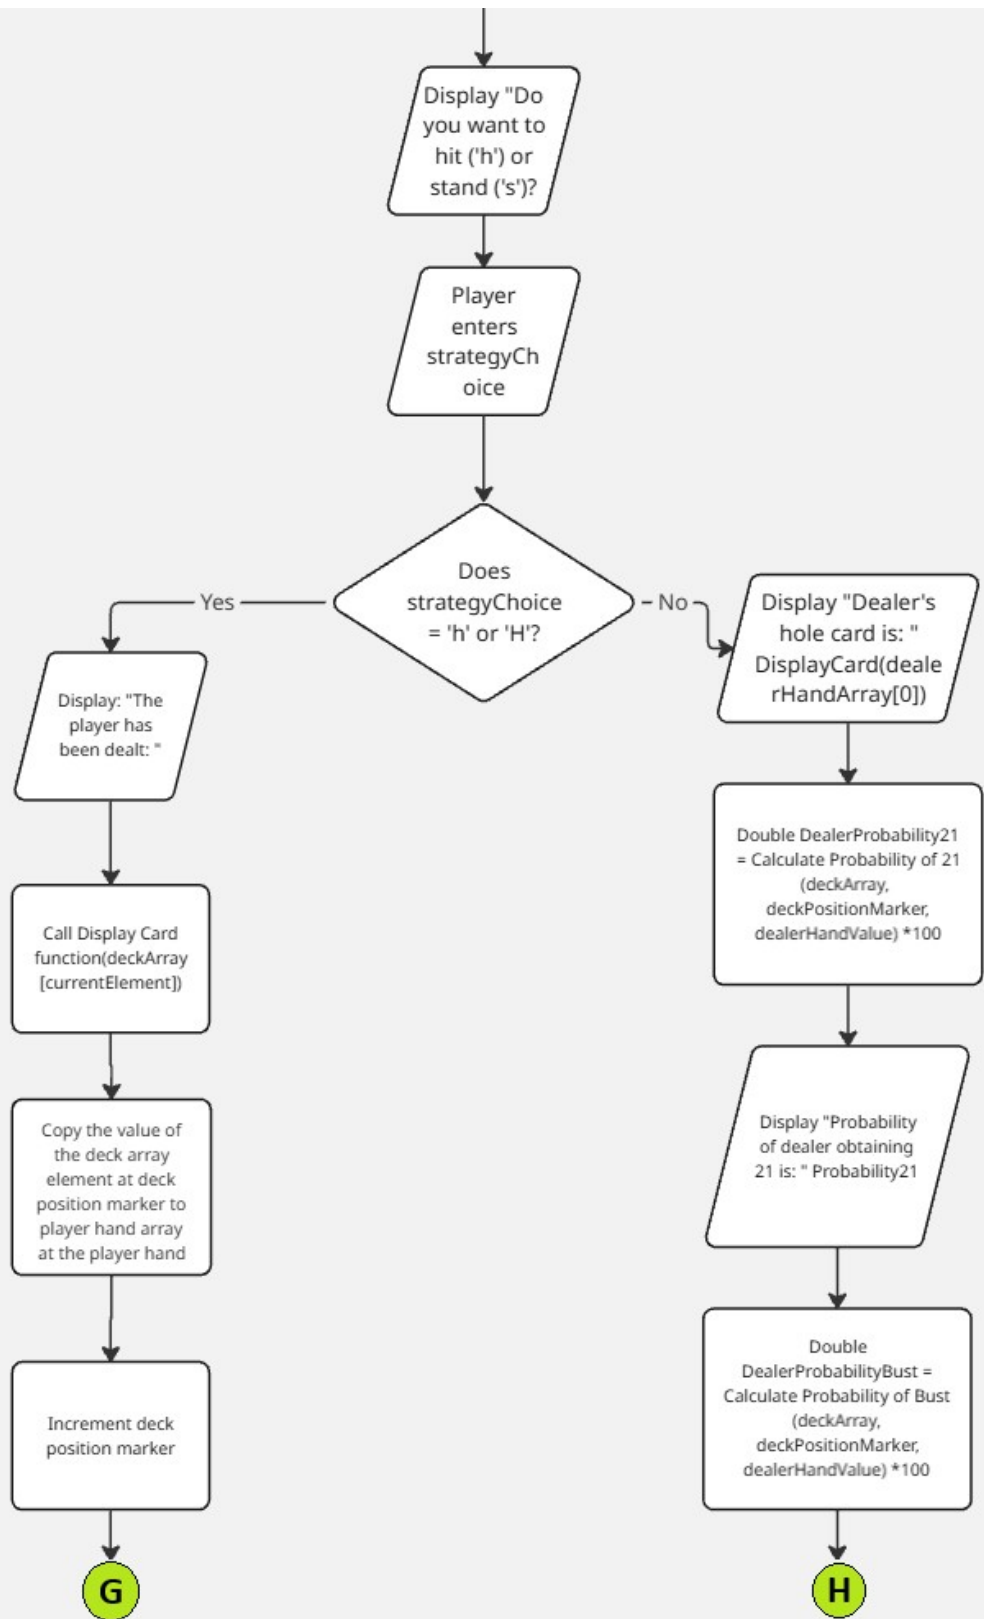 Display "Do
you want to
hit ('h') or
stand ('s')?
Player
enters
strategyCh
oice
Does
strategyChoice
= 'h' or 'H'?
Yes
No
Display: "The
player has
been dealt: "
Call Display Card
function(deckArray
[currentElement])
Copy the value of
the deck array
element at deck
position marker to
player hand array
at the player hand
Increment deck
position marker
G
Display "Dealer's
hole card is: "
DisplayCard(deale
rHandArray[0])
Double DealerProbability21
= Calculate Probability of 21
(deckArray,
deckPositionMarker,
dealerHandValue) *100
Display "Probability
of dealer obtaining
21 is: " Probability21
Double
DealerProbabilityBust =
Calculate Probability of Bust
(deckArray,
deckPositionMarker,
dealerHandValue) *100
H